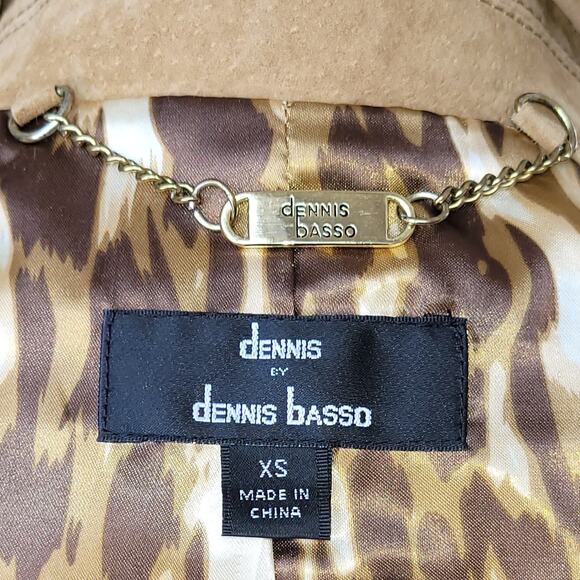 dENNIS
bASSO
dENNIS
BY
dENNIS bASSO
XS
MADE IN
CHINA